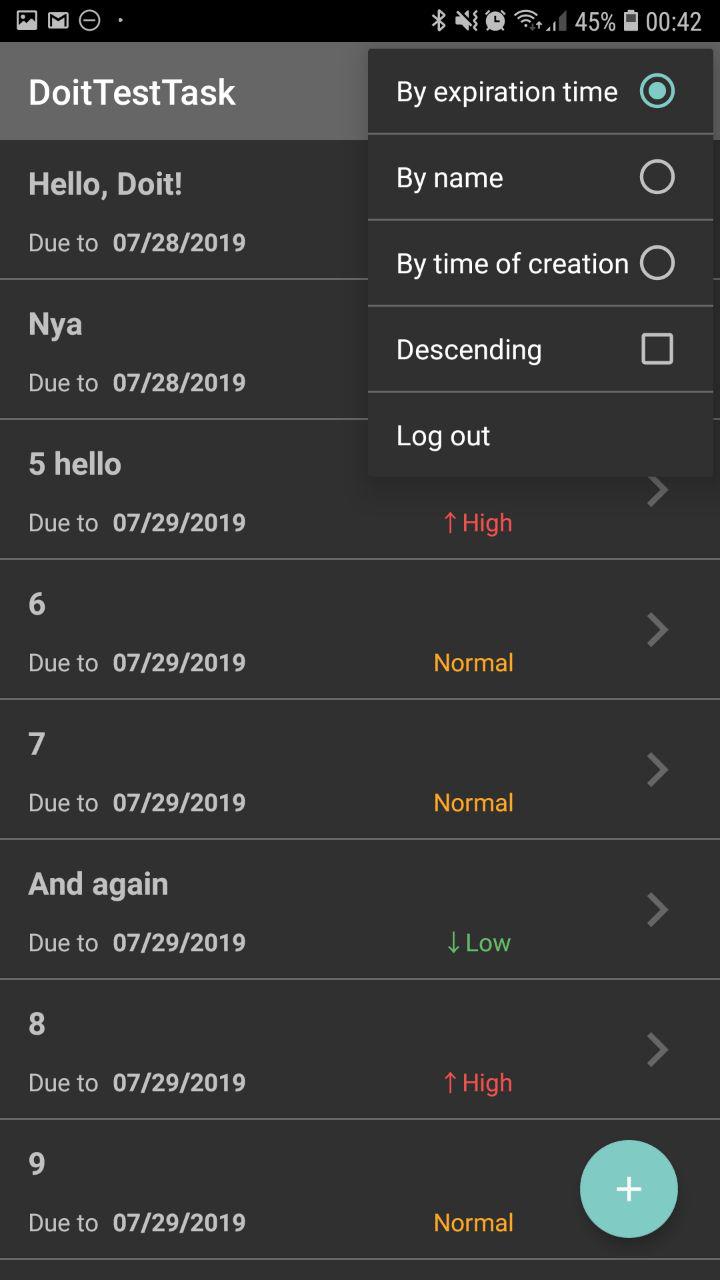 45% 00:42
DoitTestTask
By expiration time
By name
By time of creation
Descending
Log out
Hello, Doit!
Due to 07/28/2019
Nya
Due to 07/28/2019
5 hello
Due to 07/29/2019 ↑ High
6
Due to 07/29/2019 Normal
7
Due to 07/29/2019 Normal
And again
Due to 07/29/2019 ↓ Low
8
Due to 07/29/2019 ↑ High
9
Due to 07/29/2019 Normal
+